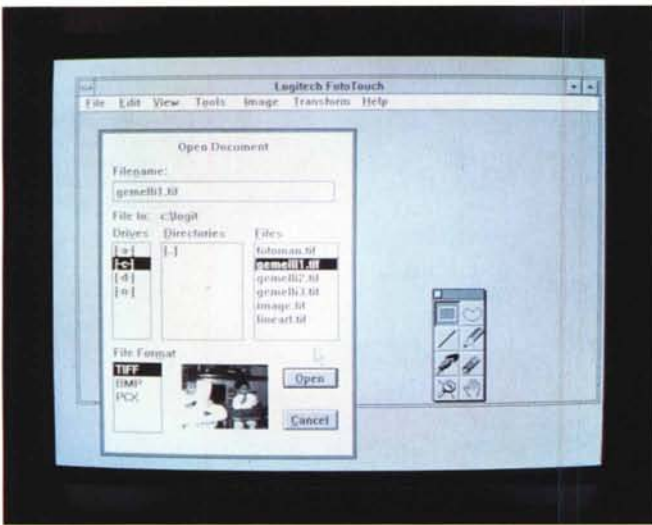 Logitech FotoTouch
File Edit View Tools Image Transform Help
Open Document
Filename:
gemelli1.tif
File In: c:\logit
Drives Directories Files
[-a-]
[-c-]
[-d-]
[..]
fotoman.tif
gemelli1.tif
gemelli2.tif
gemelli3.tif
image.tif
lineart.tif
File Format
TIFF
BMP
PCX
Open
Cancel